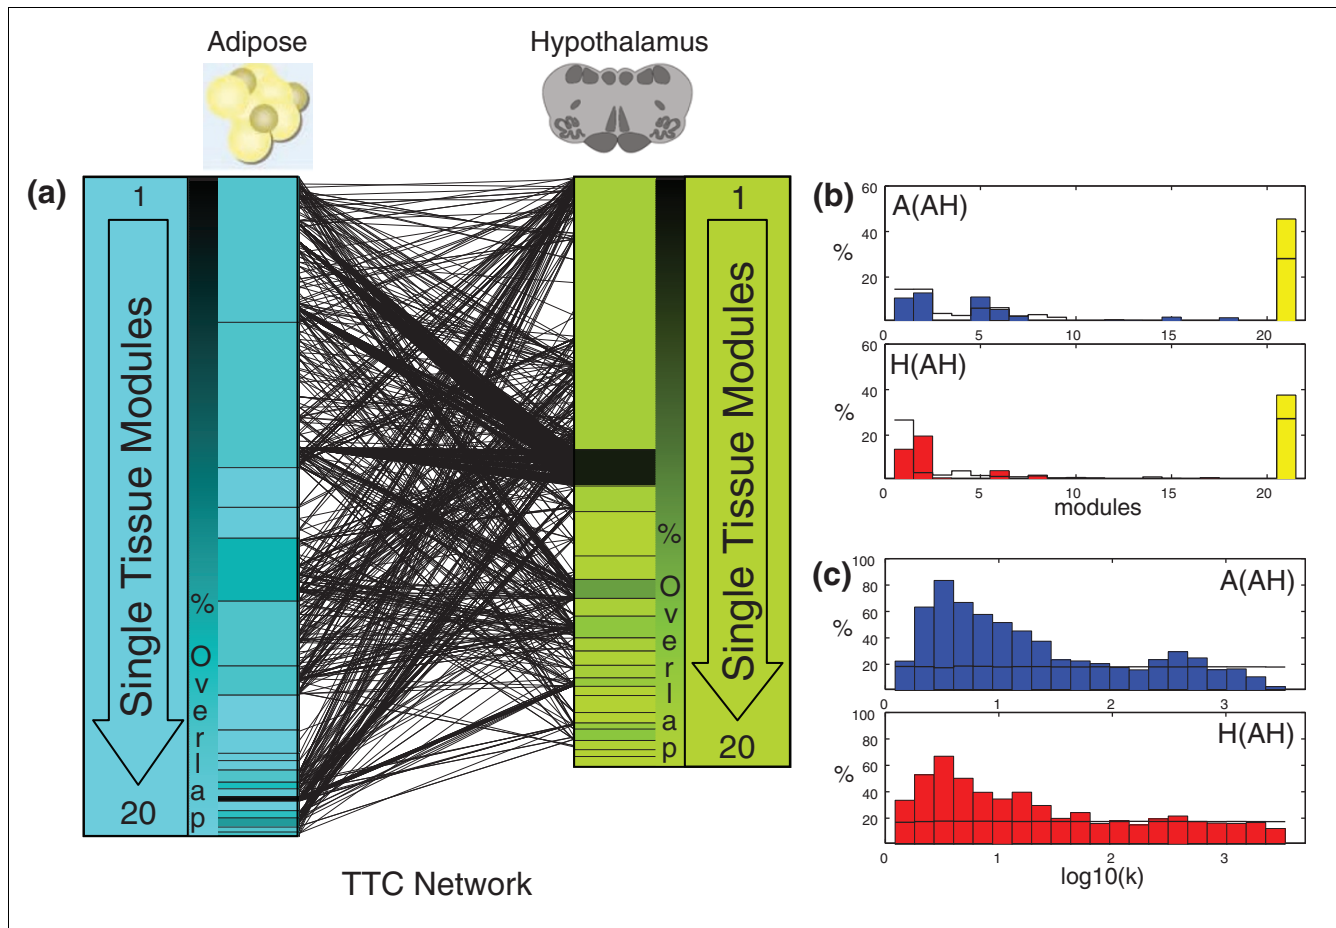 Adipose
Hypothalamus
(a)
1
Single Tissue Modules
20
% Overlap
1
Single Tissue Modules
20
% Overlap
TTC Network
(b)
60
40
%
20
A(AH)
0 5 10 15 20
60
40
%
20
H(AH)
0 5 10 15 20
modules
(c)
100
80
%
60
40
20
A(AH)
0 1 2 3
100
80
%
60
40
20
H(AH)
0 1 2 3
log10(k)